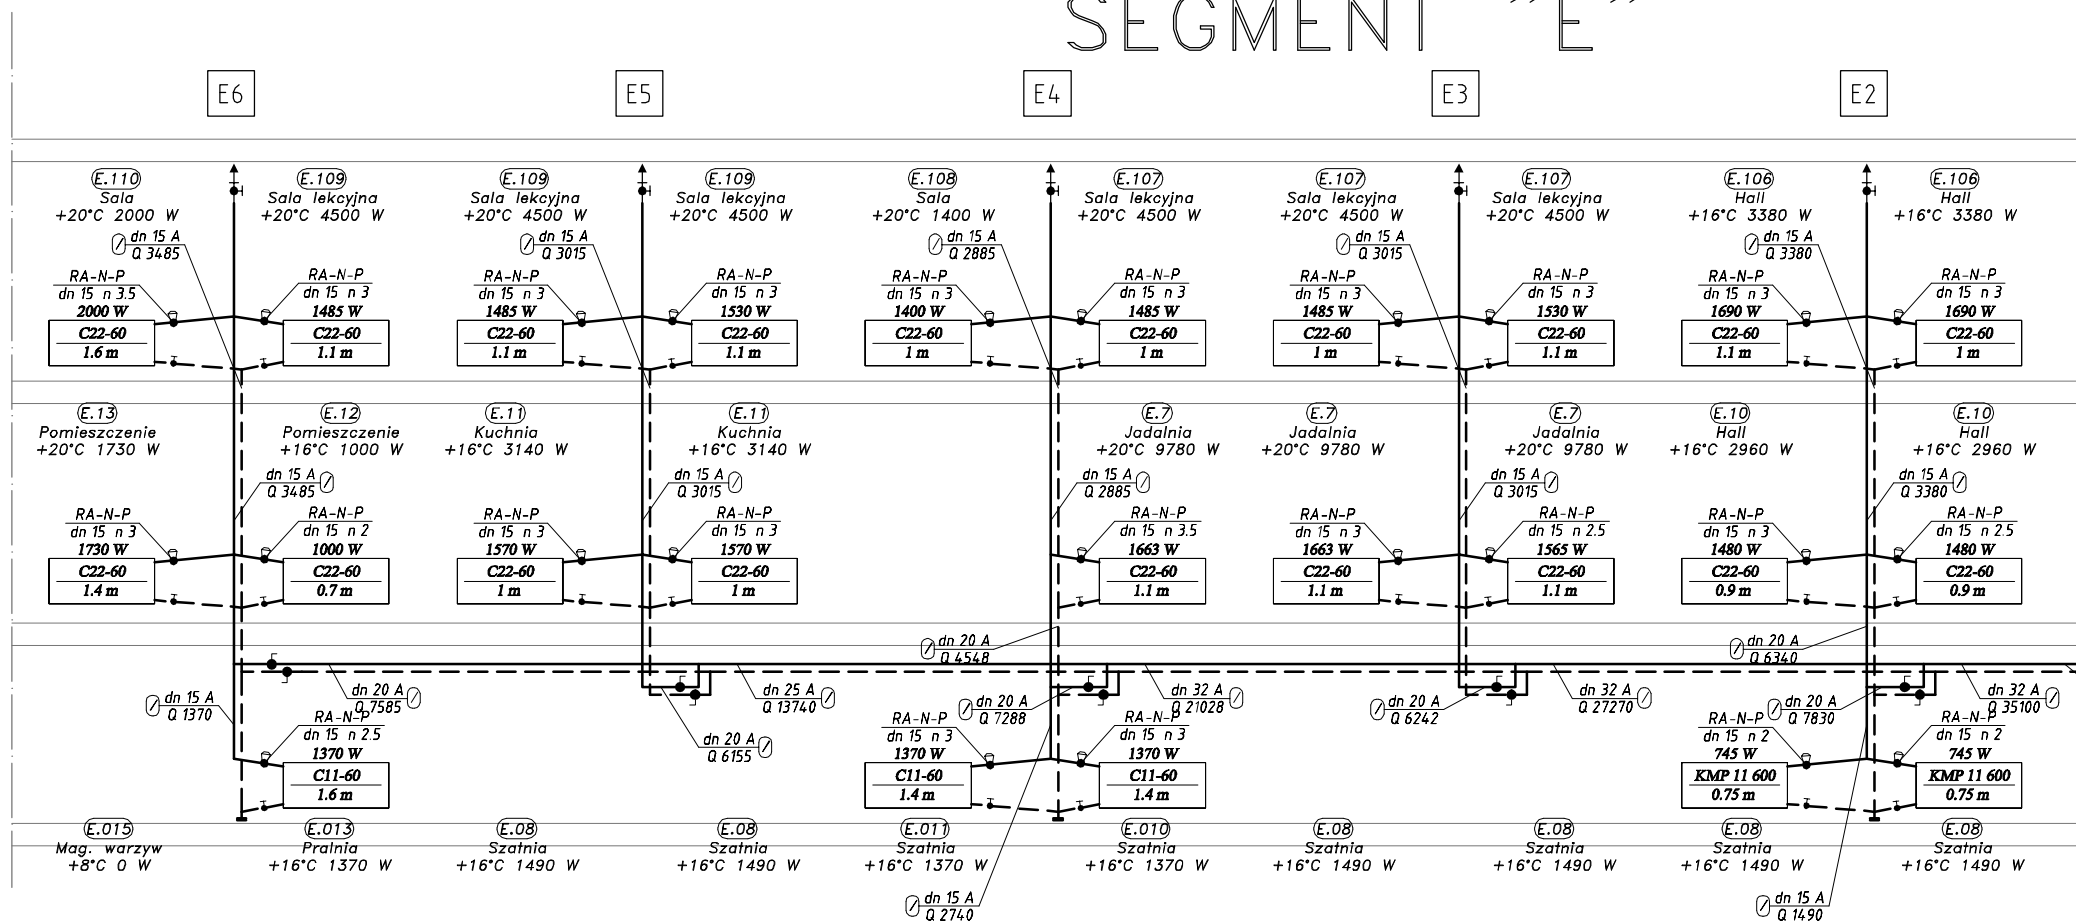 SEGMENT "E"
E6
E5
E4
E3
E2
E.110
Sala
+20°C 2000 W
E.109
Sala lekcyjna
+20°C 4500 W
E.109
Sala lekcyjna
+20°C 4500 W
E.109
Sala lekcyjna
+20°C 4500 W
E.108
Sala
+20°C 1400 W
E.107
Sala lekcyjna
+20°C 4500 W
E.107
Sala lekcyjna
+20°C 4500 W
E.107
Sala lekcyjna
+20°C 4500 W
E.106
Hall
+16°C 3380 W
E.106
Hall
+16°C 3380 W
dn 15 A
Q 3485
dn 15 A
Q 3015
dn 15 A
Q 2885
dn 15 A
Q 3015
dn 15 A
Q 3380
RA-N-P
dn 15 n 3.5
2000 W
C22-60
1.6 m
RA-N-P
dn 15 n 3
1485 W
C22-60
1.1 m
RA-N-P
dn 15 n 3
1485 W
C22-60
1.1 m
RA-N-P
dn 15 n 3
1530 W
C22-60
1.1 m
RA-N-P
dn 15 n 3
1400 W
C22-60
1 m
RA-N-P
dn 15 n 3
1485 W
C22-60
1 m
RA-N-P
dn 15 n 3
1485 W
C22-60
1 m
RA-N-P
dn 15 n 3
1530 W
C22-60
1.1 m
RA-N-P
dn 15 n 3
1690 W
C22-60
1.1 m
RA-N-P
dn 15 n 3
1690 W
C22-60
1 m
E.13
Pomieszczenie
+20°C 1730 W
E.12
Pomieszczenie
+16°C 1000 W
E.11
Kuchnia
+16°C 3140 W
E.11
Kuchnia
+16°C 3140 W
E.7
Jadalnia
+20°C 9780 W
E.7
Jadalnia
+20°C 9780 W
E.7
Jadalnia
+20°C 9780 W
E.10
Hall
+16°C 2960 W
E.10
Hall
+16°C 2960 W
dn 15 A
Q 3485
dn 15 A
Q 3015
dn 15 A
Q 2885
dn 15 A
Q 3015
dn 15 A
Q 3380
RA-N-P
dn 15 n 3
1730 W
C22-60
1.4 m
RA-N-P
dn 15 n 2
1000 W
C22-60
0.7 m
RA-N-P
dn 15 n 3
1570 W
C22-60
1 m
RA-N-P
dn 15 n 3
1570 W
C22-60
1 m
RA-N-P
dn 15 n 3.5
1663 W
C22-60
1.1 m
RA-N-P
dn 15 n 3
1663 W
C22-60
1.1 m
RA-N-P
dn 15 n 2.5
1565 W
C22-60
1.1 m
RA-N-P
dn 15 n 3
1480 W
C22-60
0.9 m
RA-N-P
dn 15 n 2.5
1480 W
C22-60
0.9 m
dn 20 A
Q 4548
dn 20 A
Q 6340
dn 15 A
Q 1370
dn 20 A
Q 7585
dn 25 A
Q 13740
dn 20 A
Q 6155
dn 20 A
Q 7288
dn 32 A
Q 21028
dn 20 A
Q 6242
dn 32 A
Q 27270
dn 20 A
Q 7830
dn 32 A
Q 35100
RA-N-P
dn 15 n 2.5
1370 W
C11-60
1.6 m
RA-N-P
dn 15 n 3
1370 W
C11-60
1.4 m
RA-N-P
dn 15 n 3
1370 W
C11-60
1.4 m
RA-N-P
dn 15 n 2
745 W
KMP 11 600
0.75 m
RA-N-P
dn 15 n 2
745 W
KMP 11 600
0.75 m
E.015
Mag. warzyw
+8°C 0 W
E.013
Pralnia
+16°C 1370 W
E.08
Szatnia
+16°C 1490 W
E.08
Szatnia
+16°C 1490 W
E.011
Szatnia
+16°C 1370 W
E.010
Szatnia
+16°C 1370 W
E.08
Szatnia
+16°C 1490 W
E.08
Szatnia
+16°C 1490 W
E.08
Szatnia
+16°C 1490 W
E.08
Szatnia
+16°C 1490 W
dn 15 A
Q 2740
dn 15 A
Q 1490